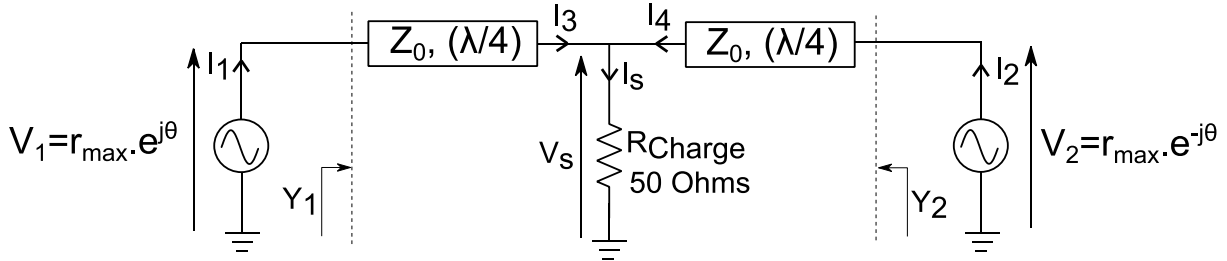 I₃
I₄
Z₀, (λ/4)
Z₀, (λ/4)
I₁
Iₛ
I₂
V₁=rₘₐₓ.e^jθ
Vₛ
RCharge
50 Ohms
V₂=rₘₐₓ.e^-jθ
Y₁
Y₂